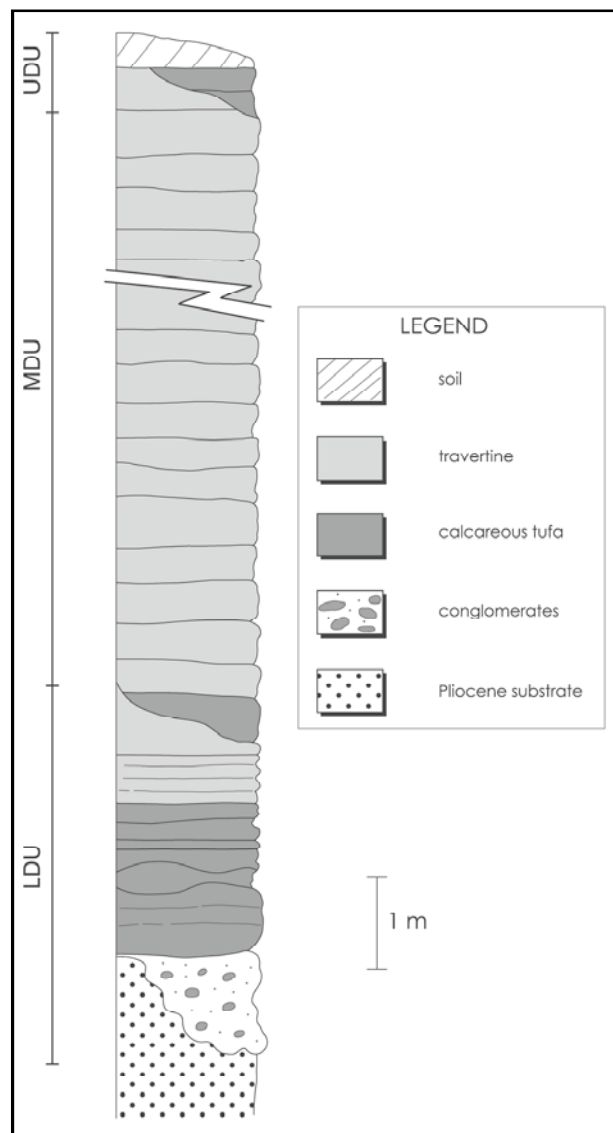 UDU
MDU
LDU
LEGEND
soil
travertine
calcareous tufa
conglomerates
Pliocene substrate
1 m